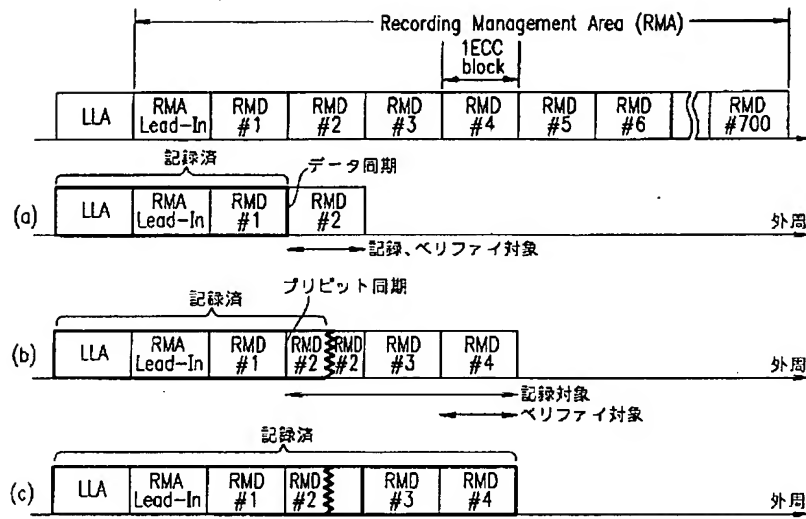 Recording Management Area (RMA)
1ECC
block
LLA
RMA
Lead-In
RMD
#1
RMD
#2
RMD
#3
RMD
#4
RMD
#5
RMD
#6
RMD
#700
記録済
データ同期
(a)
LLA
RMA
Lead-In
RMD
#1
RMD
#2
外周
記録、ベリファイ対象
記録済
プリピット同期
(b)
LLA
RMA
Lead-In
RMD
#1
RMD
#2
RMD
#2
RMD
#3
RMD
#4
外周
記録対象
ベリファイ対象
記録済
(c)
LLA
RMA
Lead-In
RMD
#1
RMD
#2
RMD
#3
RMD
#4
外周